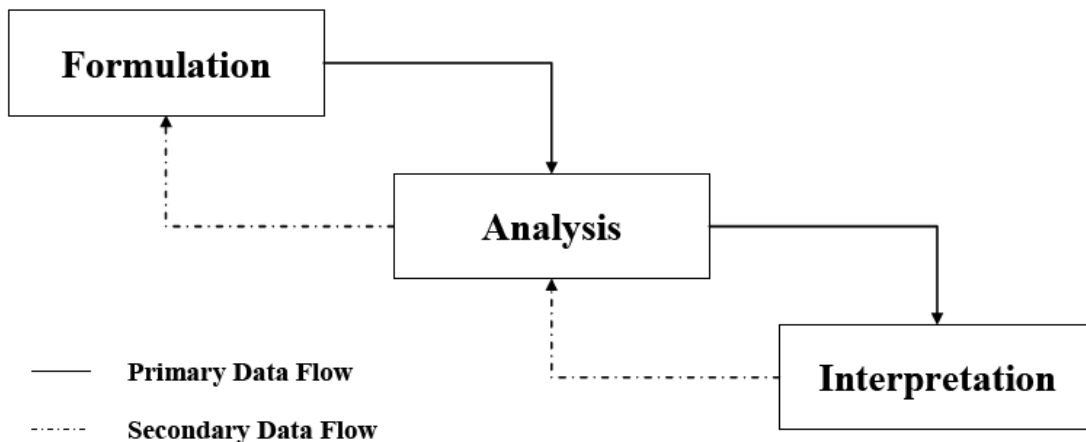 Formulation
Analysis
Interpretation
Primary Data Flow
Secondary Data Flow